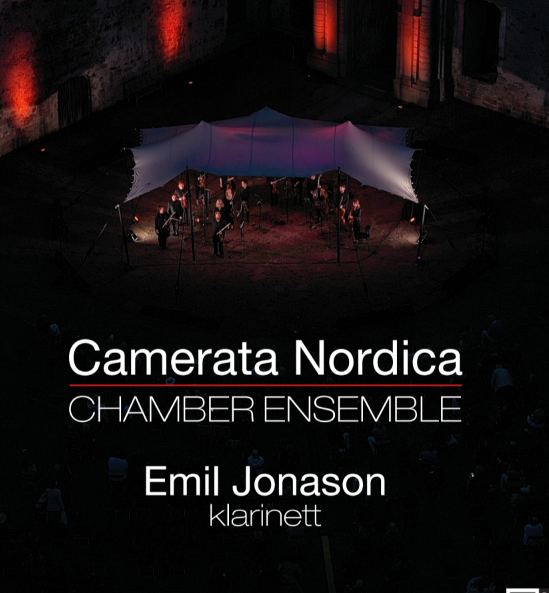 Camerata Nordica
CHAMBER ENSEMBLE
Emil Jonason
klarinett